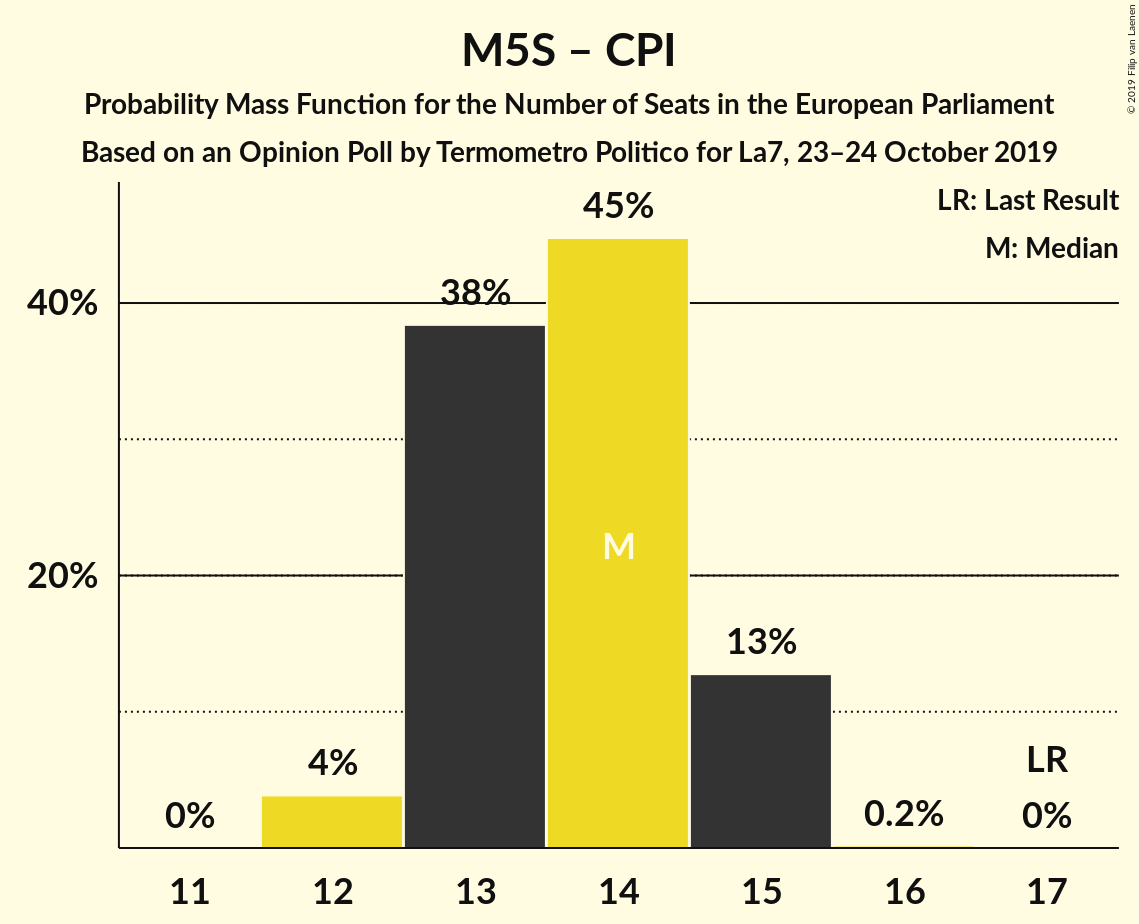 M5S – CPI
Probability Mass Function for the Number of Seats in the European Parliament
Based on an Opinion Poll by Termometro Politico for La7, 23–24 October 2019
© 2019 Filip van Laenen
LR: Last Result
M: Median
45%
38%
40%
M
20%
13%
4%
LR
0%
0.2%
0%
11 12 13 14 15 16 17